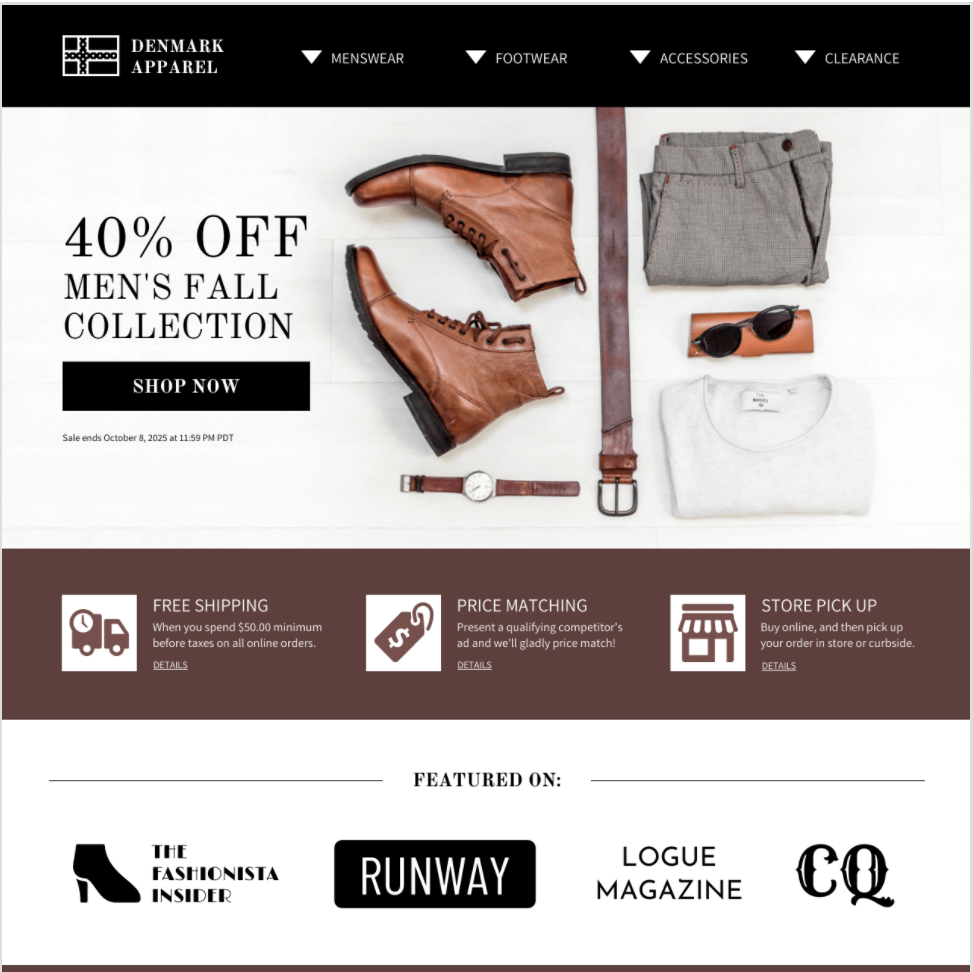 DENMARK
APPAREL
MENSWEAR
FOOTWEAR
ACCESSORIES
CLEARANCE
40% OFF
MEN'S FALL
COLLECTION
SHOP NOW
Sale ends October 8, 2025 at 11:59 PM PDT
FREE SHIPPING
When you spend $50.00 minimum
before taxes on all online orders.
DETAILS
$
PRICE MATCHING
Present a qualifying competitor's
ad and we'll gladly price match!
DETAILS
STORE PICK UP
Buy online, and then pick up
your order in store or curbside.
DETAILS
FEATURED ON:
THE
FASHIONISTA
INSIDER
RUNWAY
LOGUE
MAGAZINE
CQ